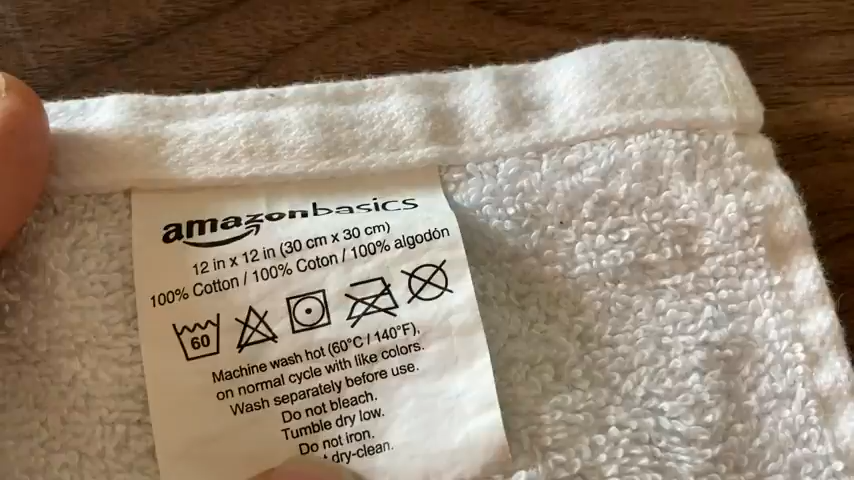 amazonbasics
12 in x 12 in (30 cm x 30 cm)
100% Cotton / 100% Coton / 100% algodón
60
Machine wash hot (60°C / 140°F),
on normal cycle with like colors.
Wash separately before use.
Do not bleach.
Tumble dry low.
Do not iron.
dry-clean.